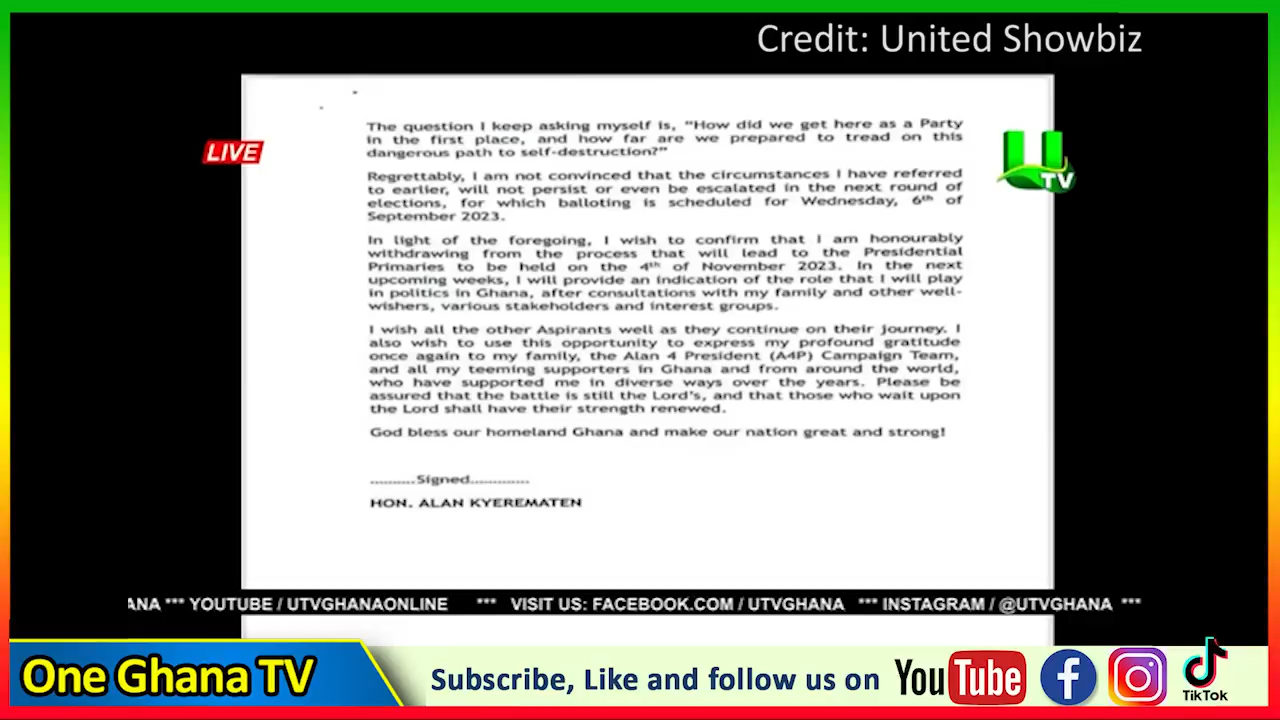 Credit: United Showbiz
LIVE
U
TV
The question I keep asking myself is, "How did we get here as a Party
in the first place, and how far are we prepared to tread on this
dangerous path to self-destruction?"
Regrettably, I am not convinced that the circumstances I have referred
to earlier, will not persist or even be escalated in the next round of
elections, for which balloting is scheduled for Wednesday, 6th of
September 2023.
In light of the foregoing, I wish to confirm that I am honourably
withdrawing from the process that will lead to the Presidential
Primaries to be held on the 4th of November 2023. In the next
upcoming weeks, I will provide an indication of the role that I will play
in politics in Ghana, after consultations with my family and other well-
wishers, various stakeholders and interest groups.
I wish all the other Aspirants well as they continue on their journey. I
also wish to use this opportunity to express my profound gratitude
once again to my family, the Alan 4 President (A4P) Campaign Team,
and all my teeming supporters in Ghana and from around the world,
who have supported me in diverse ways over the years. Please be
assured that the battle is still the Lord's, and that those who wait upon
the Lord shall have their strength renewed.
God bless our homeland Ghana and make our nation great and strong!
..........Signed.............
HON. ALAN KYEREMATEN
ANA *** YOUTUBE / UTVGHANAONLINE *** VISIT US: FACEBOOK.COM / UTVGHANA *** INSTAGRAM / @UTVGHANA ***
One Ghana TV
Subscribe, Like and follow us on YouTube
TikTok